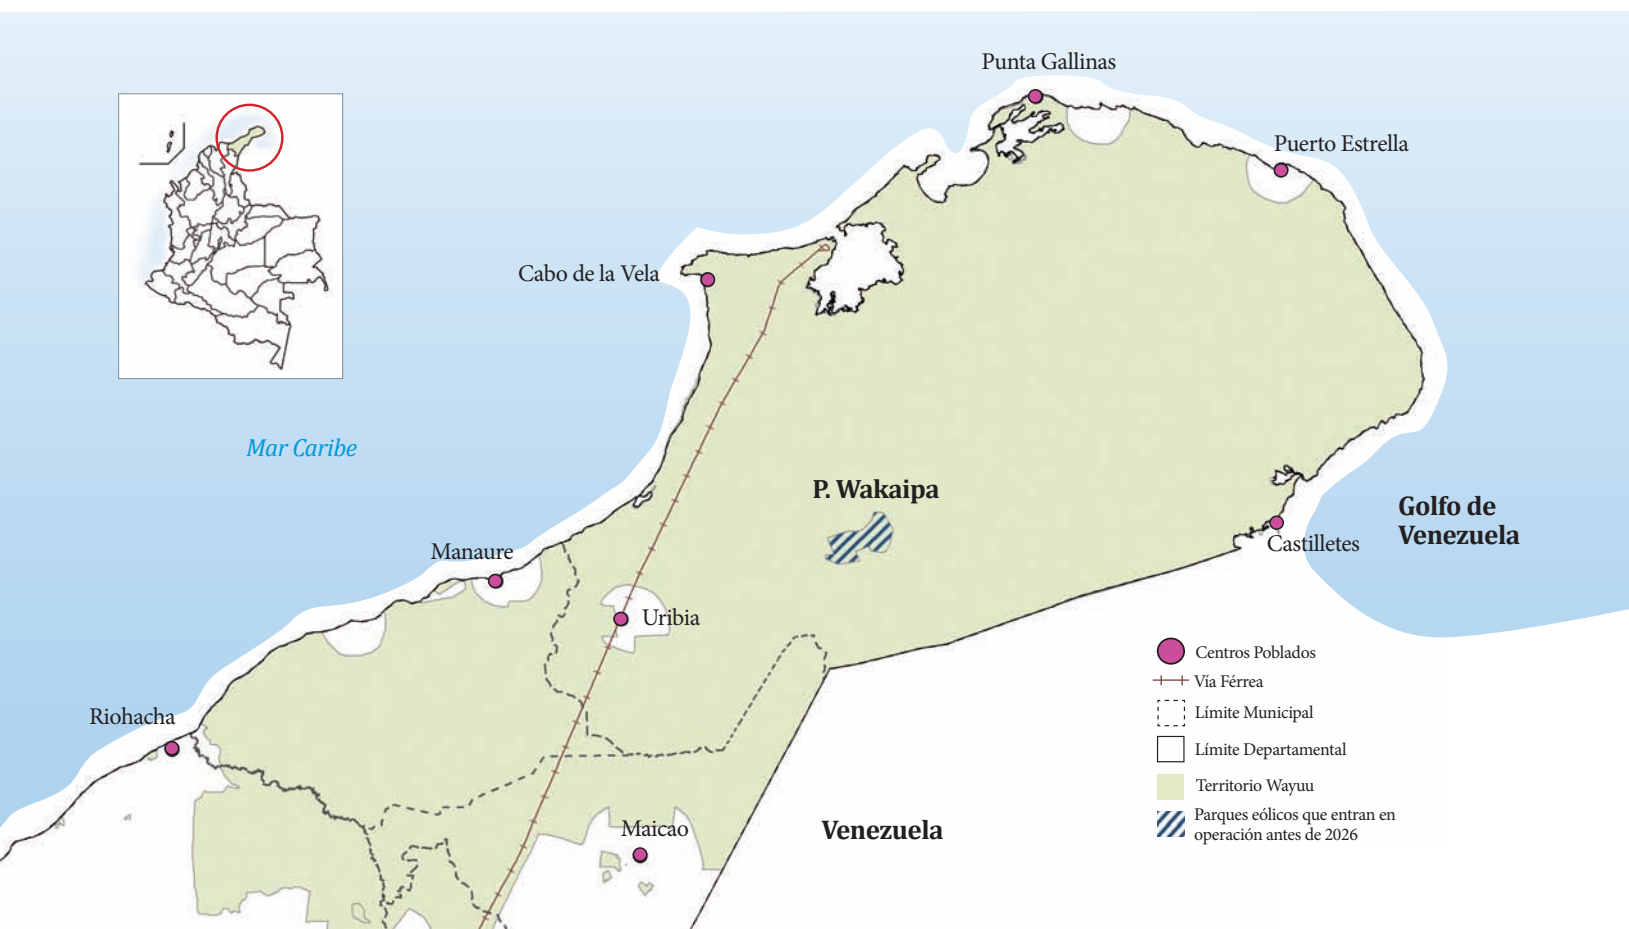 Punta Gallinas
Puerto Estrella
Cabo de la Vela
Mar Caribe
P. Wakaipa
Golfo de
Venezuela
Castilletes
Manaure
Uribia
Riohacha
Maicao
Venezuela
Centros Poblados
Vía Férrea
Límite Municipal
Límite Departamental
Territorio Wayuu
Parques eólicos que entran en
operación antes de 2026